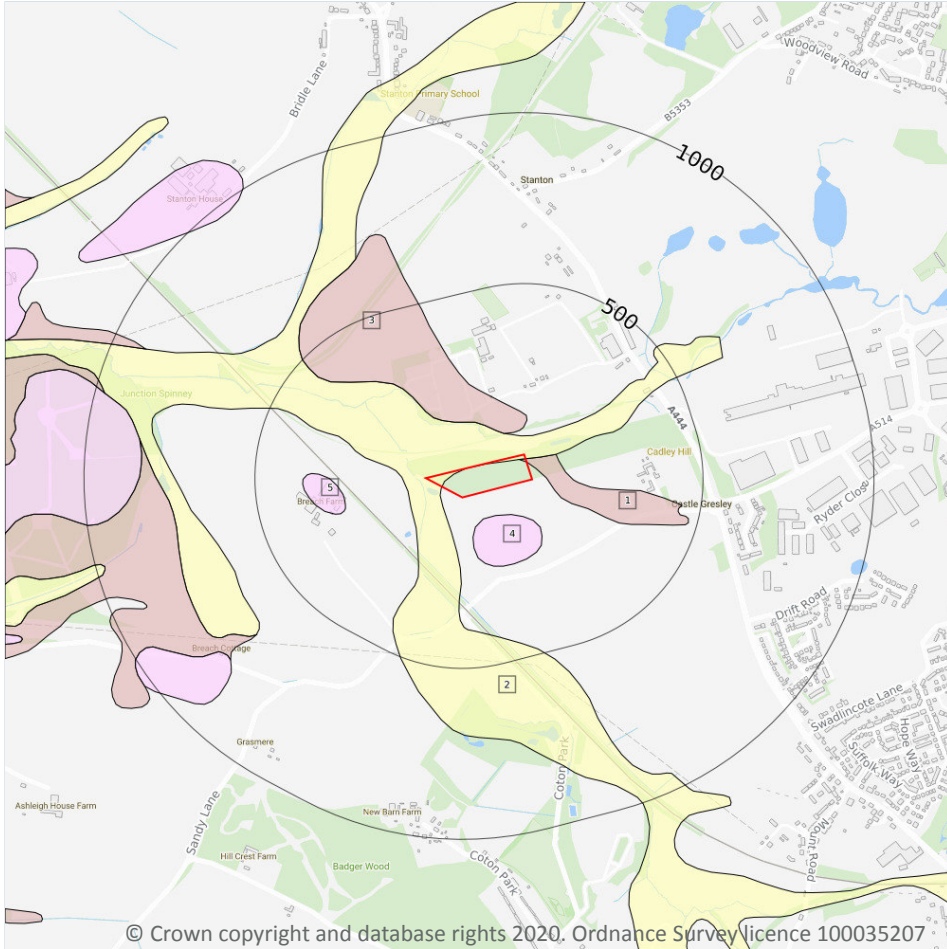 Woodview Road
Bridle Lane
Stanton Primary School
B5353
1000
Stanton
Stanton House
500
3
Junction Spinney
A444
A514
Cadley Hill
5
Breach Farm
1
Castle Gresley
Ryder Close
4
Drift Road
Breach Cottage
2
Swadlincote Lane
Hope Way
Suffolk Way
Grasmere
Coton Park
Ashleigh House Farm
Sandy Lane
New Barn Farm
Mount Road
Hill Crest Farm
Badger Wood
Coton Park
© Crown copyright and database rights 2020. Ordnance Survey licence 100035207